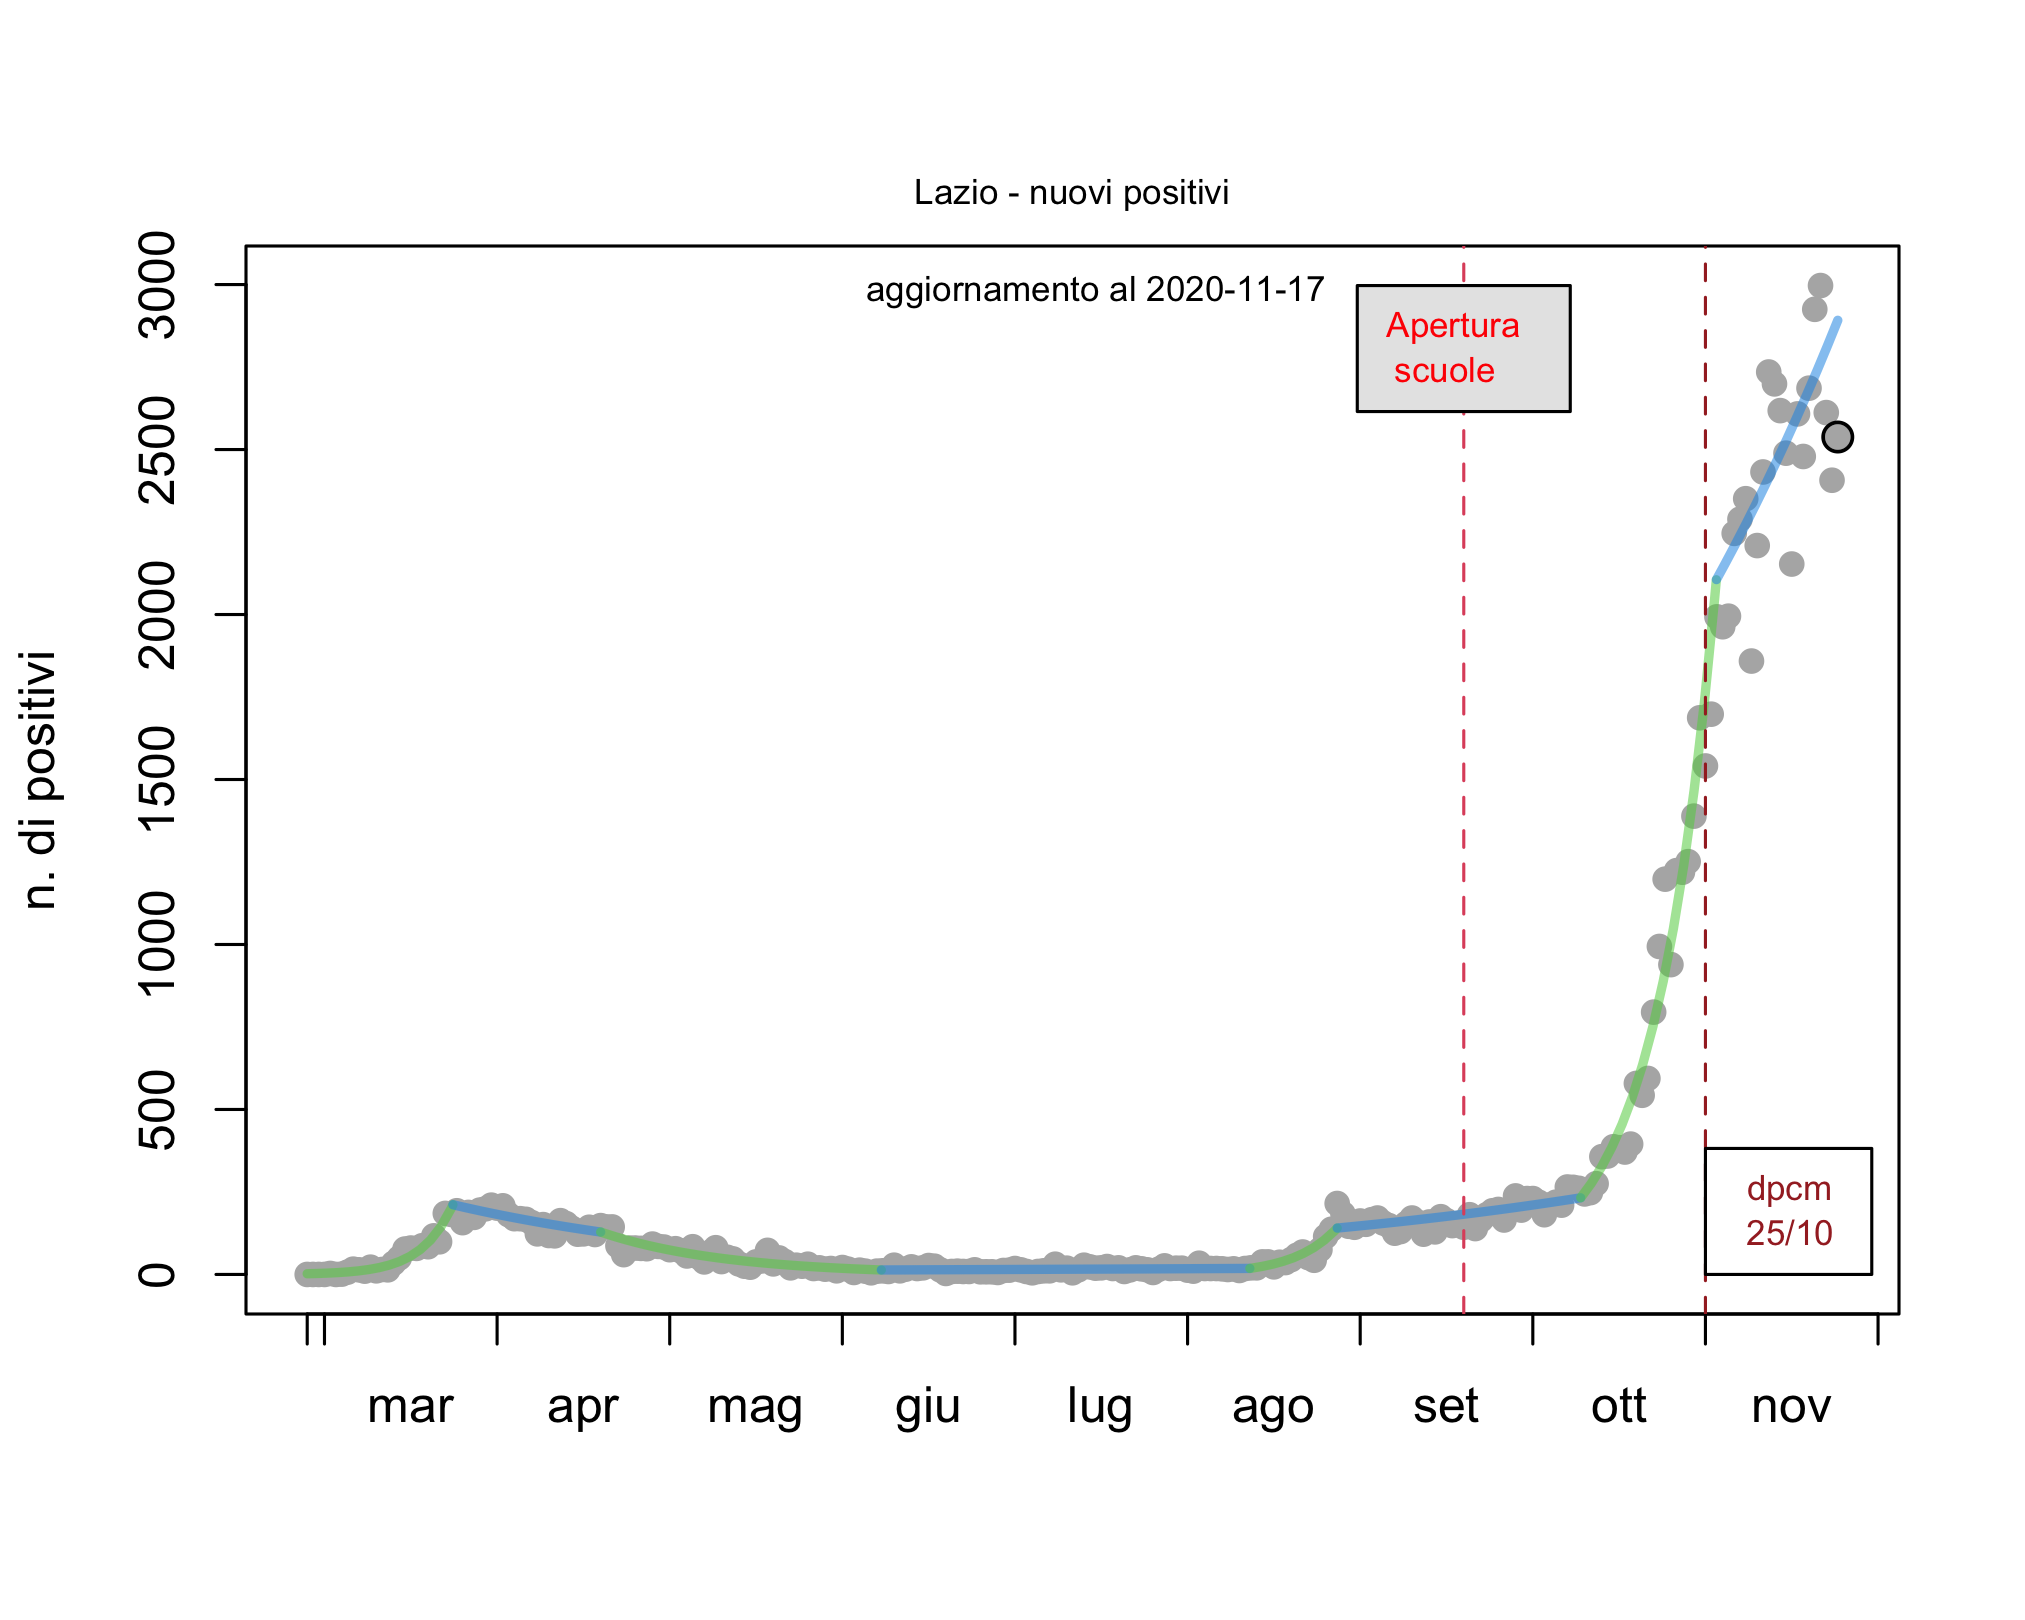 Lazio - nuovi positivi
aggiornamento al 2020-11-17
Apertura
scuole
3000
2500
2000
1500
1000
500
0
n. di positivi
dpcm
25/10
mar apr mag giu lug ago set ott nov